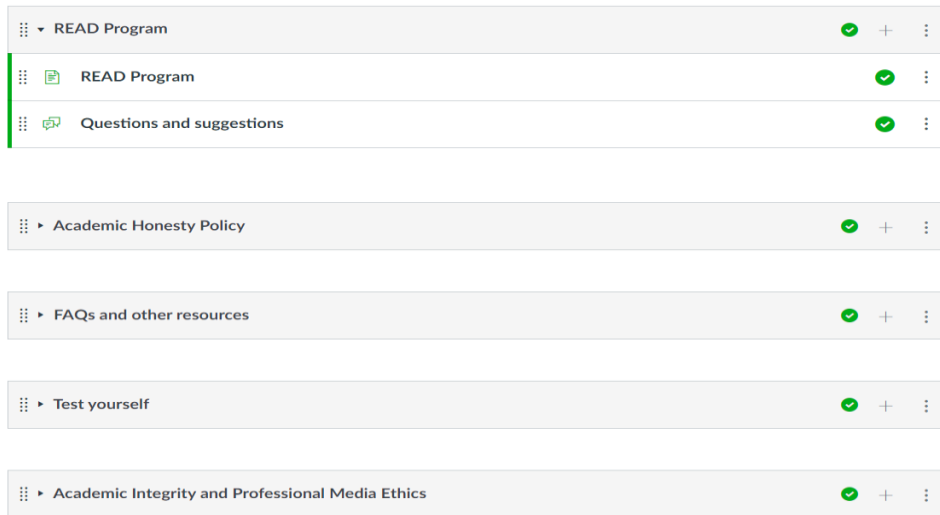 READ Program
READ Program
Questions and suggestions
Academic Honesty Policy
FAQs and other resources
Test yourself
Academic Integrity and Professional Media Ethics